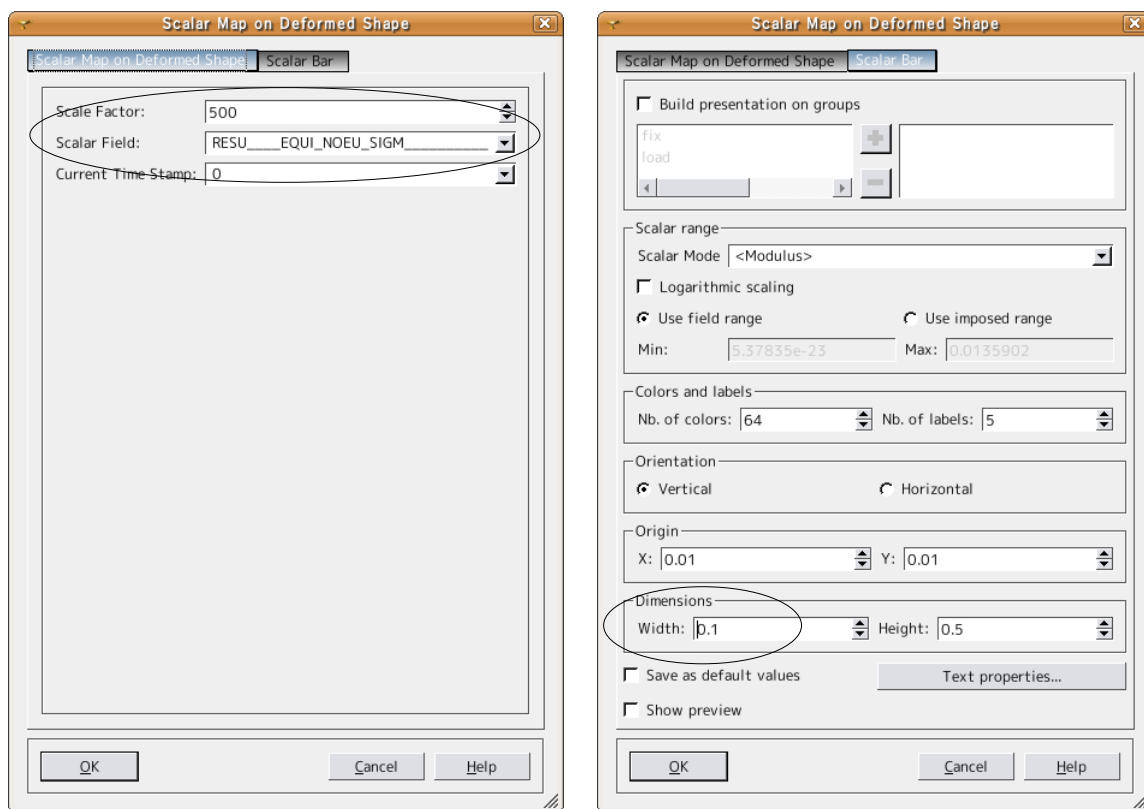 Scalar Map on Deformed Shape
Scalar Map on Deformed Shape Scalar Bar
Scale Factor: 500
Scalar Field: RESU____EQUI_NOEU_SIGM__________
Current Time Stamp: 0
OK Cancel Help
Scalar Map on Deformed Shape
Scalar Map on Deformed Shape Scalar Bar
Build presentation on groups
fix
load
Scalar range
Scalar Mode <Modulus>
Logarithmic scaling
Use field range Use imposed range
Min: 5.37835e-23 Max: 0.0135902
Colors and labels
Nb. of colors: 64 Nb. of labels: 5
Orientation
Vertical Horizontal
Origin
X: 0.01 Y: 0.01
Dimensions
Width: 0.1 Height: 0.5
Save as default values Text properties...
Show preview
OK Cancel Help